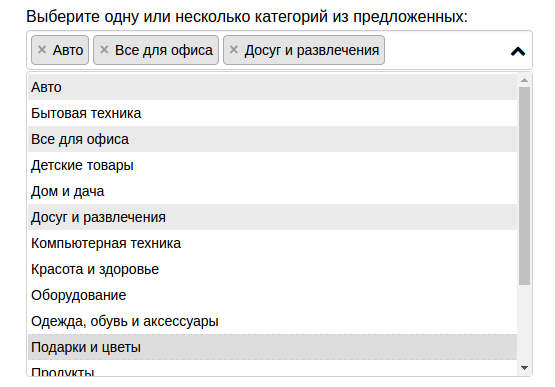 Выберите одну или несколько категорий из предложенных:
× Авто × Все для офиса × Досуг и развлечения
Авто
Бытовая техника
Все для офиса
Детские товары
Дом и дача
Досуг и развлечения
Компьютерная техника
Красота и здоровье
Оборудование
Одежда, обувь и аксессуары
Подарки и цветы
Продукты